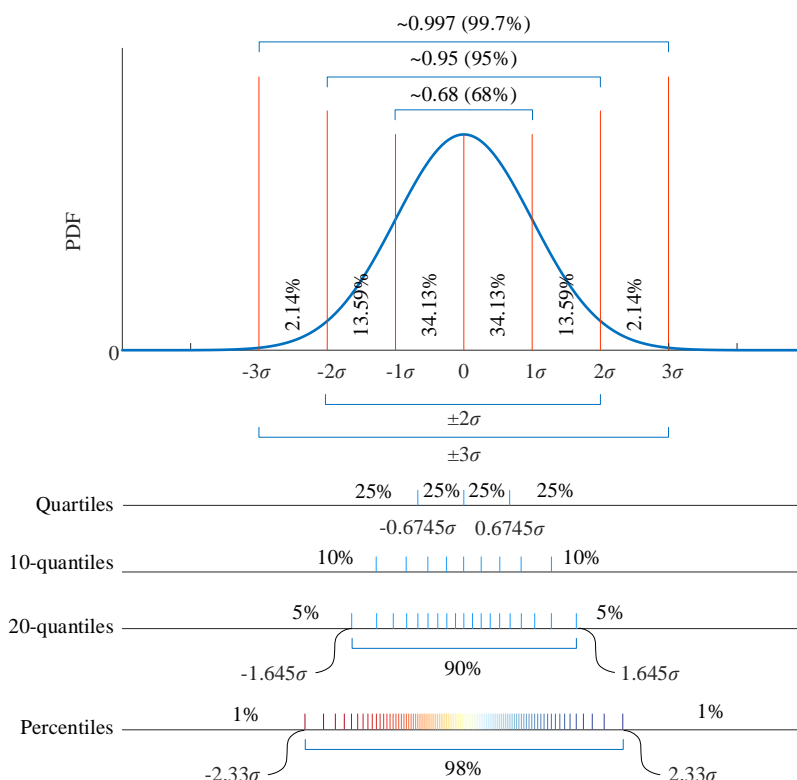 ~0.997 (99.7%)
~0.95 (95%)
~0.68 (68%)
PDF
2.14%
13.59%
34.13%
34.13%
13.59%
2.14%
0
-3σ -2σ -1σ 0 1σ 2σ 3σ
±2σ
±3σ
Quartiles 25% 25% 25% 25%
-0.6745σ 0.6745σ
10-quantiles 10% 10%
20-quantiles 5% 5%
-1.645σ 90% 1.645σ
Percentiles 1% 1%
-2.33σ 98% 2.33σ